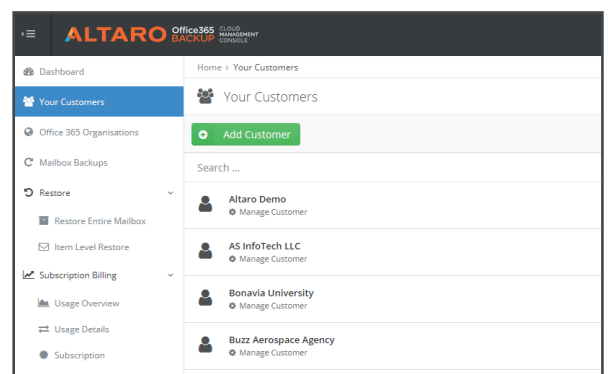 ALTARO Office365 BACKUP CLOUD MANAGEMENT CONSOLE
Dashboard
Your Customers
Office 365 Organisations
Mailbox Backups
Restore
Restore Entire Mailbox
Item Level Restore
Subscription Billing
Usage Overview
Usage Details
Subscription
Home > Your Customers
Your Customers
Add Customer
Search ...
Altaro Demo
Manage Customer
AS InfoTech LLC
Manage Customer
Bonavia University
Manage Customer
Buzz Aerospace Agency
Manage Customer